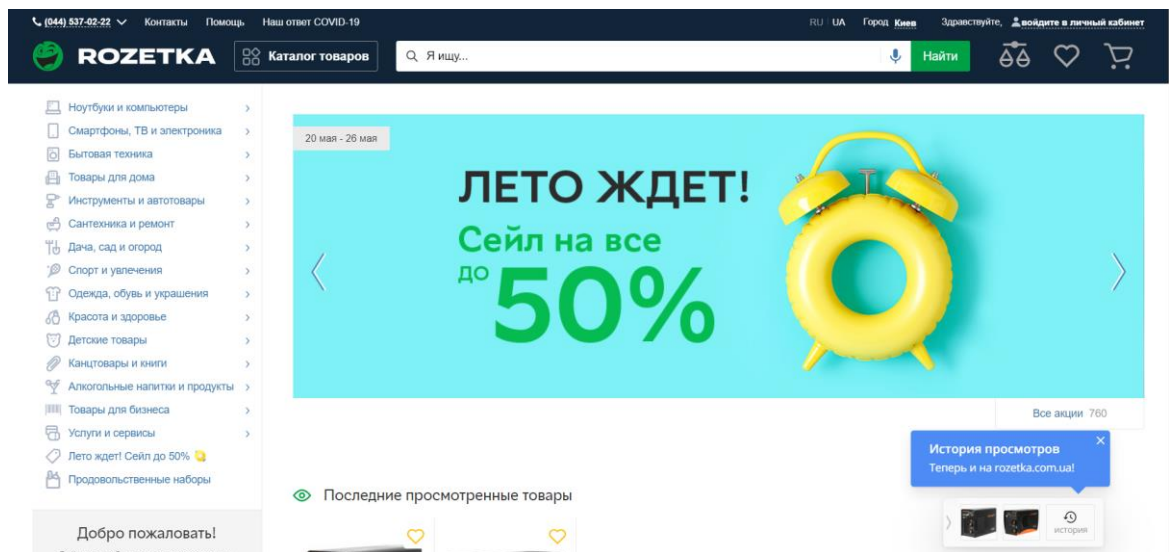 (044) 537-02-22 Контакты Помощь Наш ответ COVID-19 RU UA Город Киев Здравствуйте, войдите в личный кабинет
ROZETKA Каталог товаров Я ищу... Найти
Ноутбуки и компьютеры
Смартфоны, ТВ и электроника
Бытовая техника
Товары для дома
Инструменты и автотовары
Сантехника и ремонт
Дача, сад и огород
Спорт и увлечения
Одежда, обувь и украшения
Красота и здоровье
Детские товары
Канцтовары и книги
Алкогольные напитки и продукты
Товары для бизнеса
Услуги и сервисы
Лето ждет! Сейл до 50%
Продовольственные наборы
Добро пожаловать!
20 мая - 26 мая
ЛЕТО ЖДЕТ!
Сейл на все
до 50%
Все акции 760
История просмотров
Теперь и на rozetka.com.ua!
Последние просмотренные товары
история